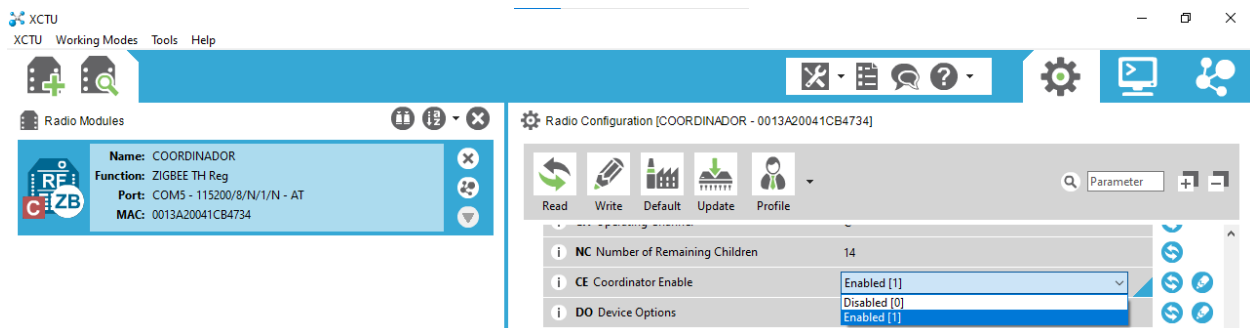 XCTU
XCTU Working Modes Tools Help
Radio Modules
Name: COORDINADOR
Function: ZIGBEE TH Reg
Port: COM5 - 115200/8/N/1/N - AT
MAC: 0013A20041CB4734
RF
C ZB
Radio Configuration [COORDINADOR - 0013A20041CB4734]
Read Write Default Update Profile
Parameter
i NC Number of Remaining Children 14
i CE Coordinator Enable Enabled [1]
Disabled [0]
Enabled [1]
i DO Device Options